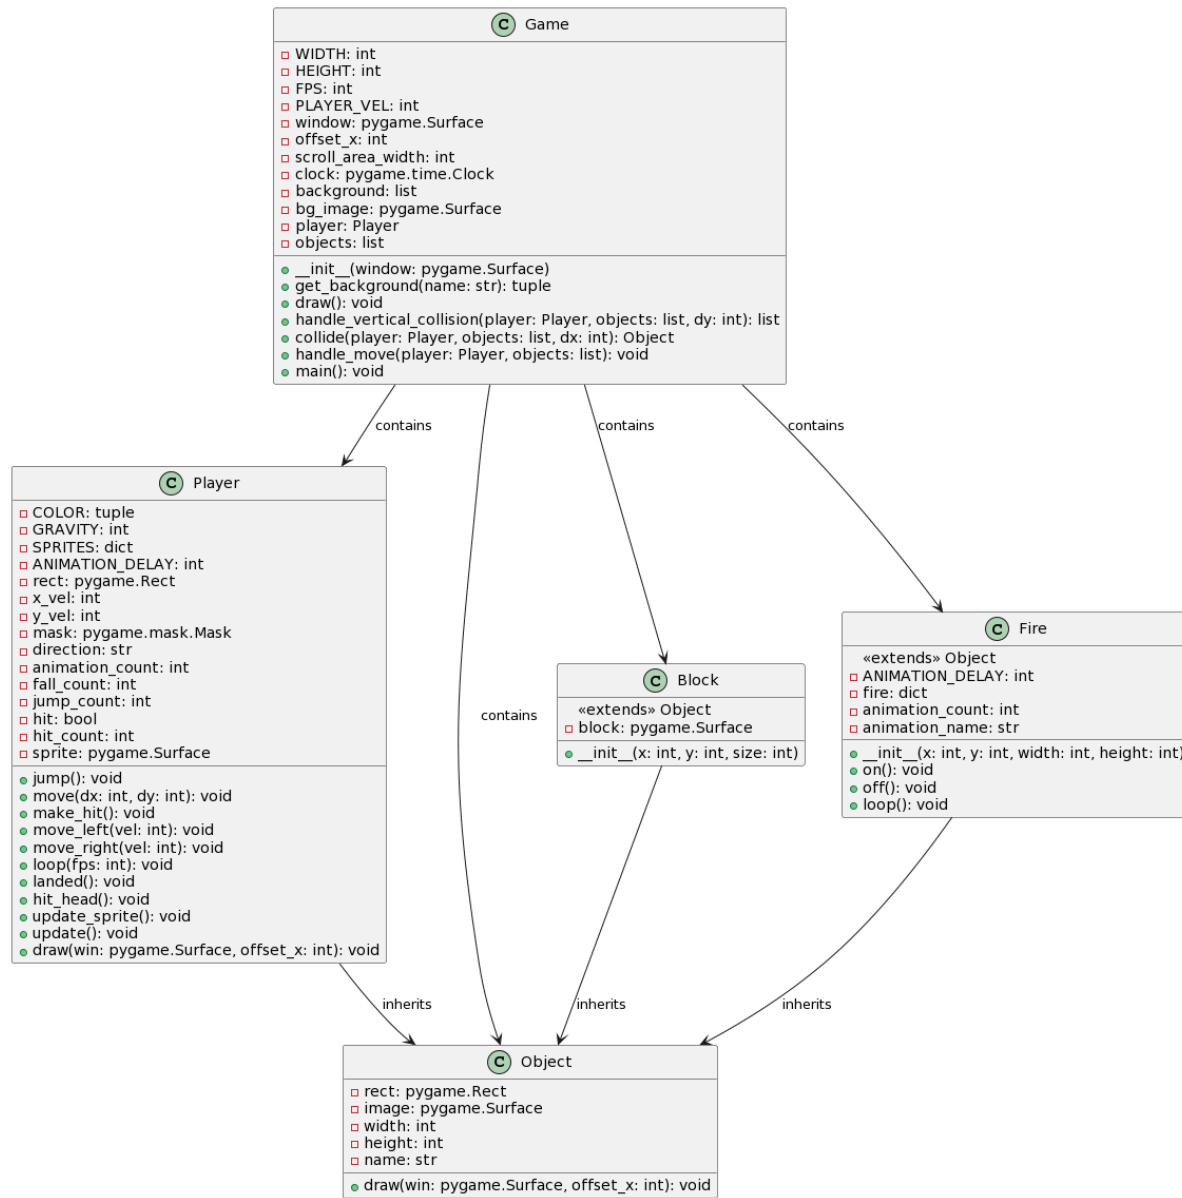 C Game
WIDTH: int
HEIGHT: int
FPS: int
PLAYER_VEL: int
window: pygame.Surface
offset_x: int
scroll_area_width: int
clock: pygame.time.Clock
background: list
bg_image: pygame.Surface
player: Player
objects: list
__init__(window: pygame.Surface)
get_background(name: str): tuple
draw(): void
handle_vertical_collision(player: Player, objects: list, dy: int): list
collide(player: Player, objects: list, dx: int): Object
handle_move(player: Player, objects: list): void
main(): void
contains
contains
contains
contains
C Player
COLOR: tuple
GRAVITY: int
SPRITES: dict
ANIMATION_DELAY: int
rect: pygame.Rect
x_vel: int
y_vel: int
mask: pygame.mask.Mask
direction: str
animation_count: int
fall_count: int
jump_count: int
hit: bool
hit_count: int
sprite: pygame.Surface
jump(): void
move(dx: int, dy: int): void
make_hit(): void
move_left(vel: int): void
move_right(vel: int): void
loop(fps: int): void
landed(): void
hit_head(): void
update_sprite(): void
update(): void
draw(win: pygame.Surface, offset_x: int): void
C Block
«extends» Object
block: pygame.Surface
__init__(x: int, y: int, size: int)
C Fire
«extends» Object
ANIMATION_DELAY: int
fire: dict
animation_count: int
animation_name: str
__init__(x: int, y: int, width: int, height: int)
on(): void
off(): void
loop(): void
inherits
inherits
inherits
C Object
rect: pygame.Rect
image: pygame.Surface
width: int
height: int
name: str
draw(win: pygame.Surface, offset_x: int): void